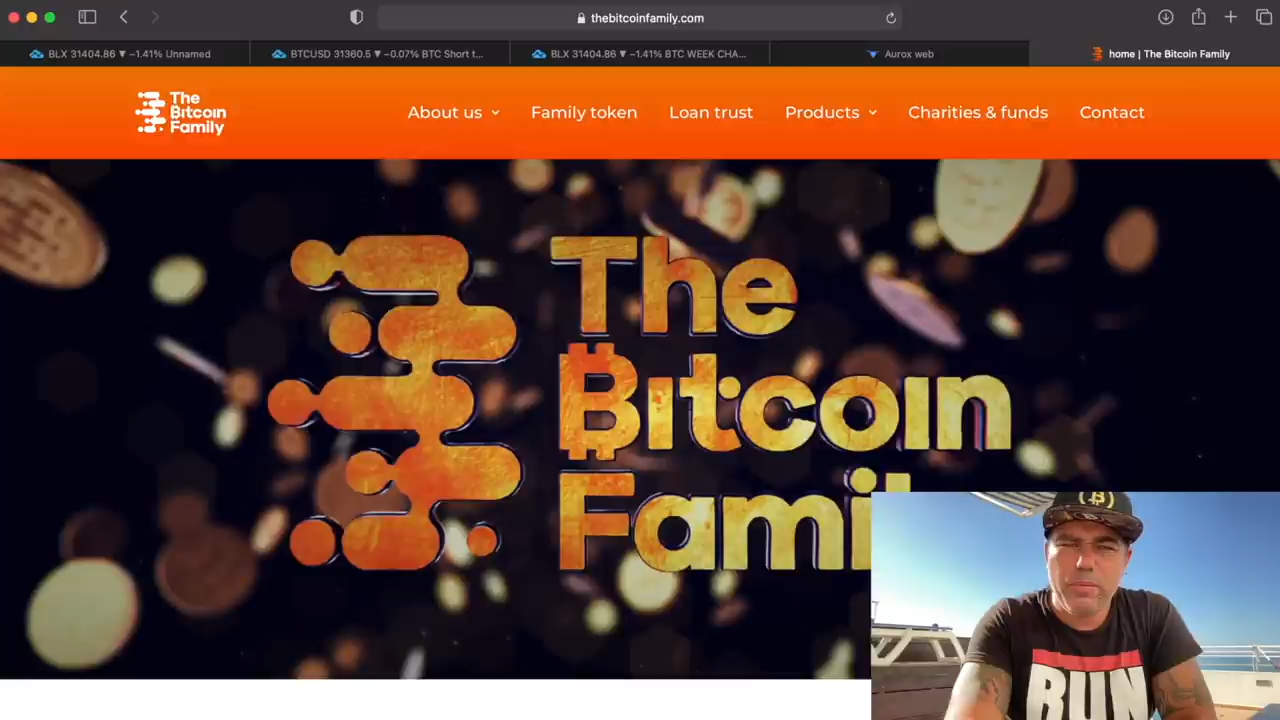 thebitcoinfamily.com
BLX 31404.86 ▼ −1.41% Unnamed
BTCUSD 31360.5 ▼ −0.07% BTC Short t...
BLX 31404.86 ▼ −1.41% BTC WEEK CHA...
Aurox web
home | The Bitcoin Family
The
Bitcoin
Family
About us
Family token
Loan trust
Products
Charities & funds
Contact
The
Bitcoin
Famil
RUN